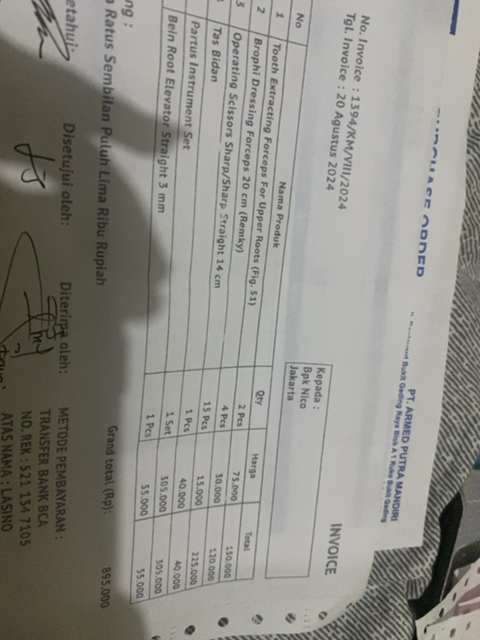 PURCHASE ORDER
PT. ARMED PUTRA MANDIRI
Bukit Gading Raya Blok A 1 Ruko Bukit Gading
INVOICE
No. Invoice : 1394/KM/VIII/2024
Tgl. Invoice : 20 Agustus 2024
Kepada :
Bpk Nico
Jakarta
No Nama Produk Qty Harga Total
1 Tooth Extracting Forceps For Upper Roots (Fig. 51) 2 Pcs 75.000 150.000
2 Brophi Dressing Forceps 20 cm (Remky) 4 Pcs 30.000 120.000
3 Operating Scissors Sharp/Sharp Straight 14 cm 15 Pcs 15.000 225.000
Tas Bidan 1 Pcs 40.000 40.000
Partus Instrument Set 1 Set 305.000 305.000
Bein Root Elevator Straight 3 mm 1 Pcs 55.000 55.000
Grand total (Rp): 895.000
ng :
Ratus Sembilan Puluh Lima Ribu Rupiah
etahui:
Disetujui oleh:
Diterima oleh:
METODE PEMBAYARAN :
TRANSFER BANK BCA
NO. REK : 521 134 7105
ATAS NAMA : LASINO